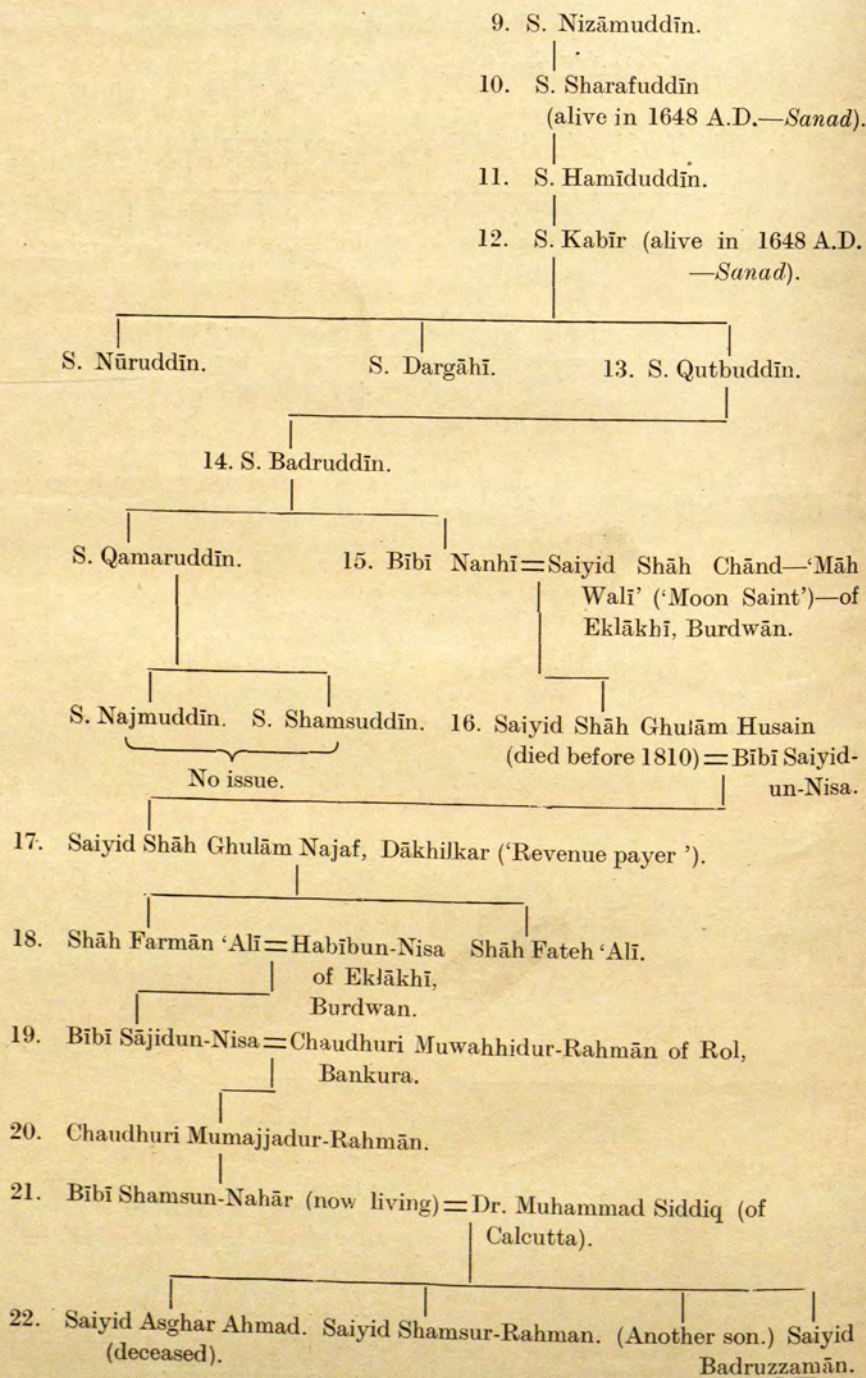 9. S. Nizāmuddīn.
10. S. Sharafuddīn
(alive in 1648 A.D.—Sanad).
11. S. Hamīduddīn.
12. S. Kabīr (alive in 1648 A.D.
—Sanad).
S. Nūruddīn. S. Dargāhī. 13. S. Qutbuddīn.
14. S. Badruddīn.
S. Qamaruddīn. 15. Bībī Nanhī=Saiyid Shāh Chānd—‘Māh
Walī’ (‘Moon Saint’)—of
Eklākhī, Burdwān.
S. Najmuddīn. S. Shamsuddīn. 16. Saiyid Shāh Ghulām Husain
(died before 1810)=Bībī Saiyid-
No issue. un-Nisa.
17. Saiyid Shāh Ghulām Najaf, Dākhilkar (‘Revenue payer ’).
18. Shāh Farmān ‘Alī=Habībun-Nisa Shāh Fateh ‘Alī.
of Eklākhī,
Burdwan.
19. Bībī Sājidun-Nisa=Chaudhuri Muwahhidur-Rahmān of Rol,
Bankura.
20. Chaudhuri Mumajjadur-Rahmān.
21. Bībī Shamsun-Nahār (now living)=Dr. Muhammad Siddiq (of
Calcutta).
22. Saiyid Asghar Ahmad. Saiyid Shamsur-Rahman. (Another son.) Saiyid
(deceased). Badruzzamān.